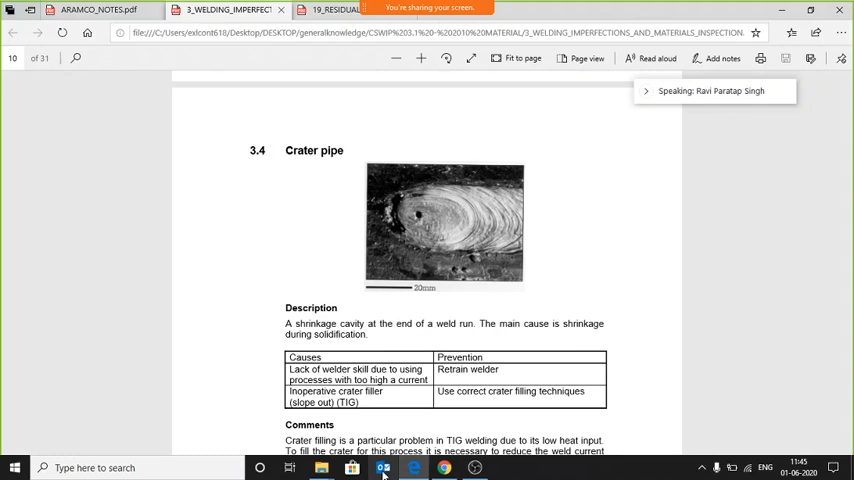 ARAMCO_NOTES.pdf
3_WELDING_IMPERFECT
19_RESIDUAL
You're sharing your screen.
file:///C:/Users/exlcont618/Desktop/DESKTOP/generalknowledge/CSWIP%203.1%20-%202010%20MATERIAL/3_WELDING_IMPERFECTIONS_AND_MATERIALS_INSPECTION.
10 of 31
Fit to page
Page view
Read aloud
Add notes
Speaking: Ravi Paratap Singh
3.4 Crater pipe
20mm
Description
A shrinkage cavity at the end of a weld run. The main cause is shrinkage
during solidification.
Causes Prevention
Lack of welder skill due to using Retrain welder
processes with too high a current
Inoperative crater filler Use correct crater filling techniques
(slope out) (TIG)
Comments
Crater filling is a particular problem in TIG welding due to its low heat input.
To fill the crater for this process it is necessary to reduce the weld current
Type here to search
ENG
11:45
01-06-2020